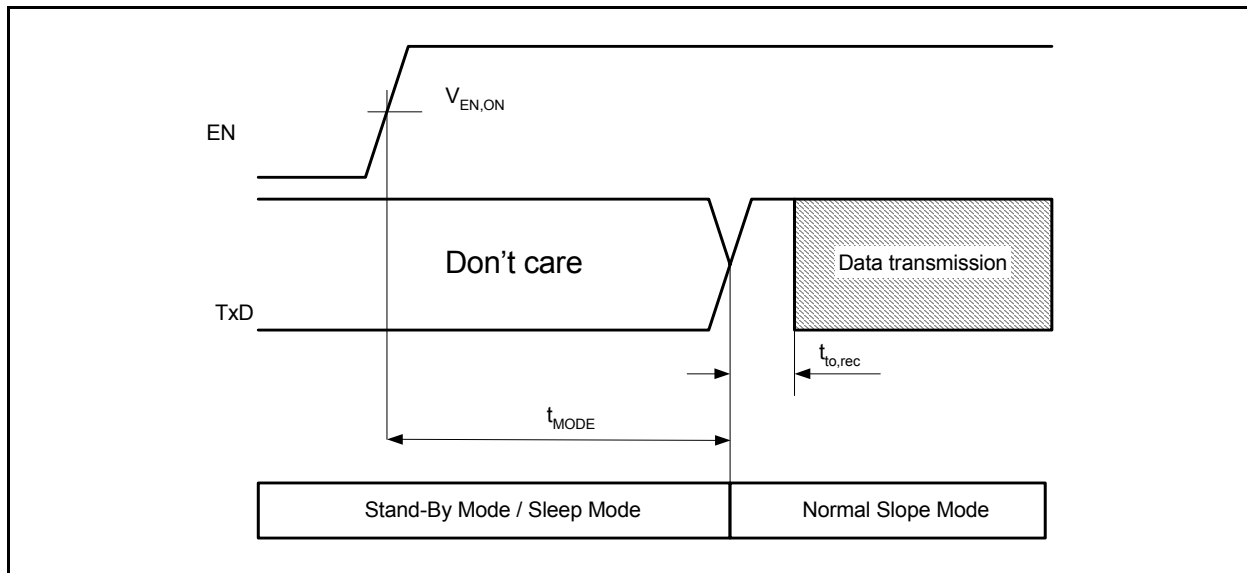 V_EN,ON
EN
Don't care
Data transmission
TxD
t_to,rec
t_MODE
Stand-By Mode / Sleep Mode
Normal Slope Mode